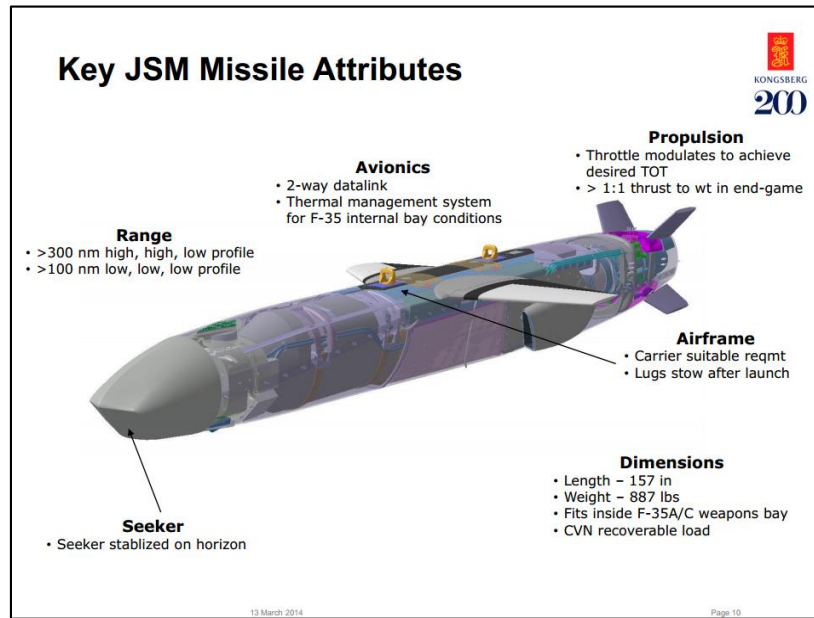 Key JSM Missile Attributes
KONGSBERG
200
Propulsion
• Throttle modulates to achieve
desired TOT
• > 1:1 thrust to wt in end-game
Avionics
• 2-way datalink
• Thermal management system
for F-35 internal bay conditions
Range
• >300 nm high, high, low profile
• >100 nm low, low, low profile
Airframe
• Carrier suitable reqmt
• Lugs stow after launch
Dimensions
• Length – 157 in
• Weight – 887 lbs
• Fits inside F-35A/C weapons bay
• CVN recoverable load
Seeker
• Seeker stablized on horizon
13 March 2014
Page 10